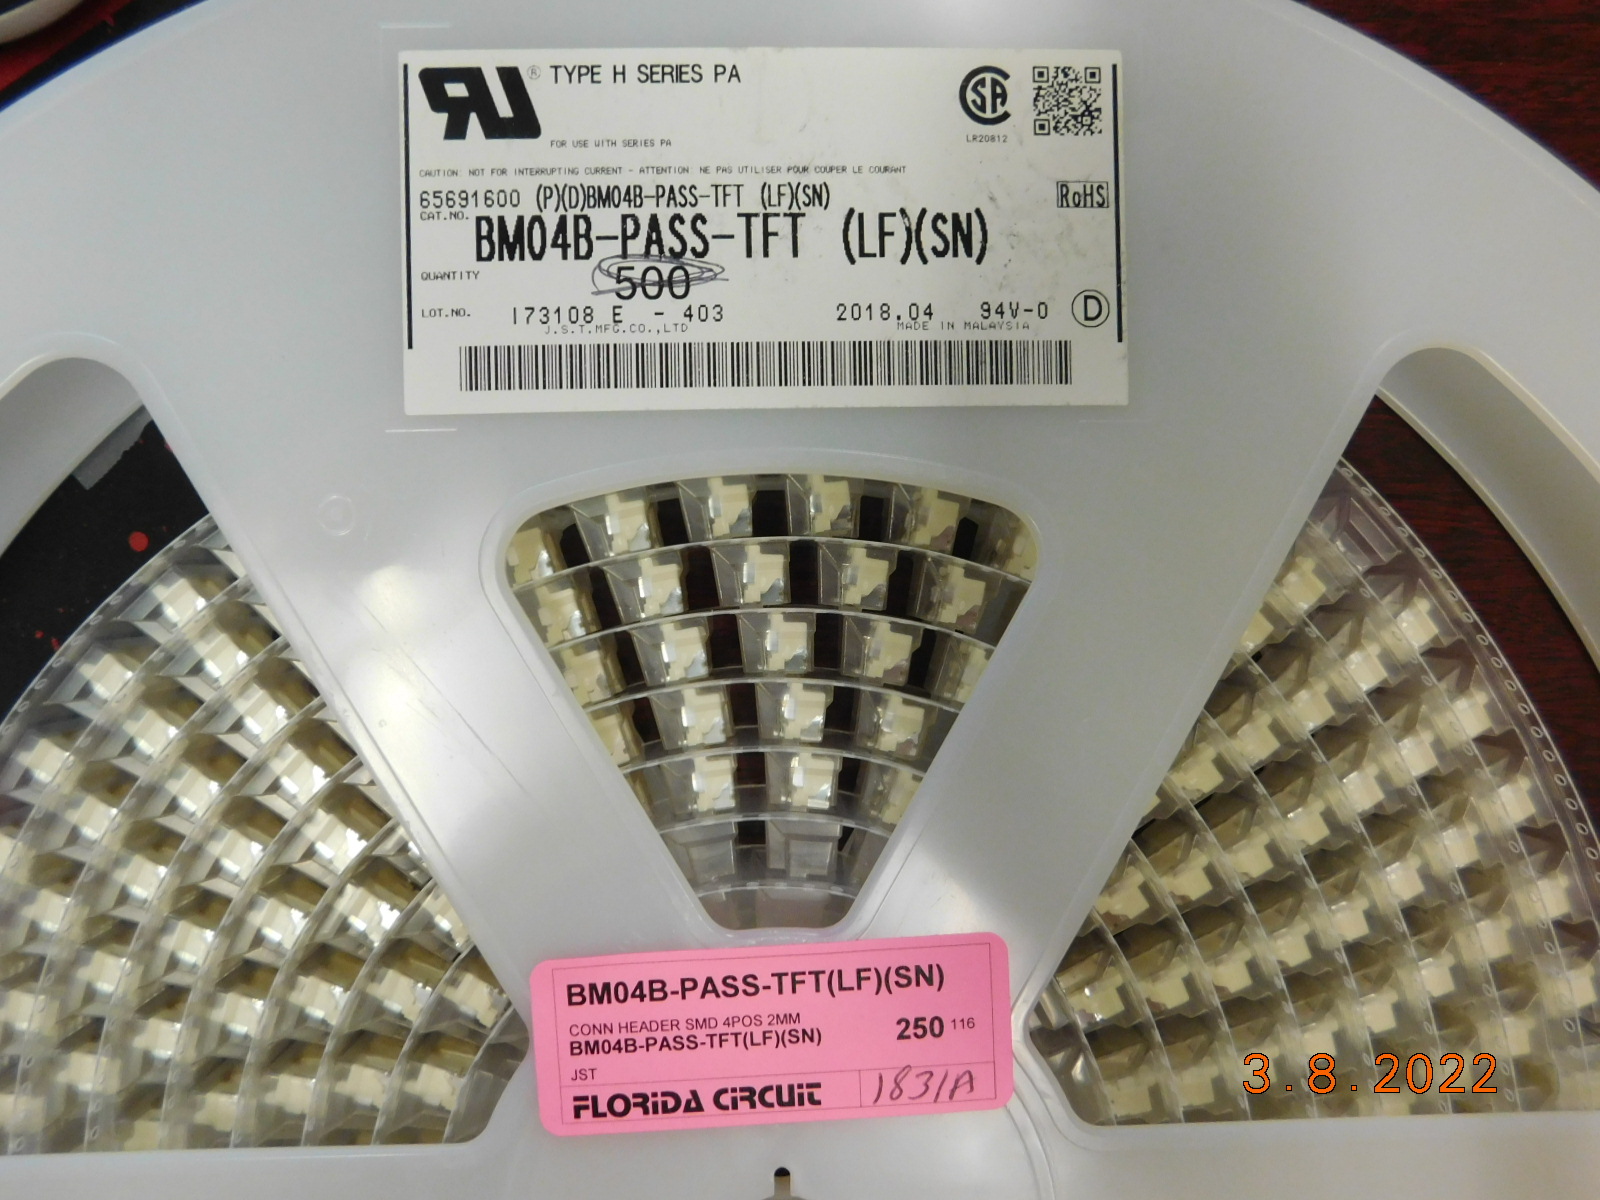 ® TYPE H SERIES PA
FOR USE WITH SERIES PA
LR20812
CAUTION: NOT FOR INTERRUPTING CURRENT - ATTENTION: NE PAS UTILISER POUR COUPER LE COURANT
65691600 (P)(D)BM04B-PASS-TFT (LF)(SN)
RoHS
CAT.NO.
BM04B-PASS-TFT (LF)(SN)
QUANTITY
500
LOT.NO. 173108 E - 403 2018.04 94V-0 D
J.S.T.MFG.CO.,LTD MADE IN MALAYSIA
BM04B-PASS-TFT(LF)(SN)
CONN HEADER SMD 4POS 2MM
BM04B-PASS-TFT(LF)(SN)
250 116
JST
FLORIDA CIRCUIT
1831A
3.8.2022